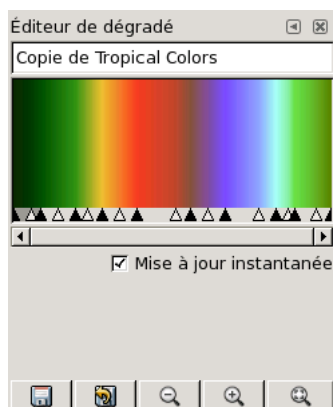 Éditeur de dégradé
Copie de Tropical Colors
Mise à jour instantanée